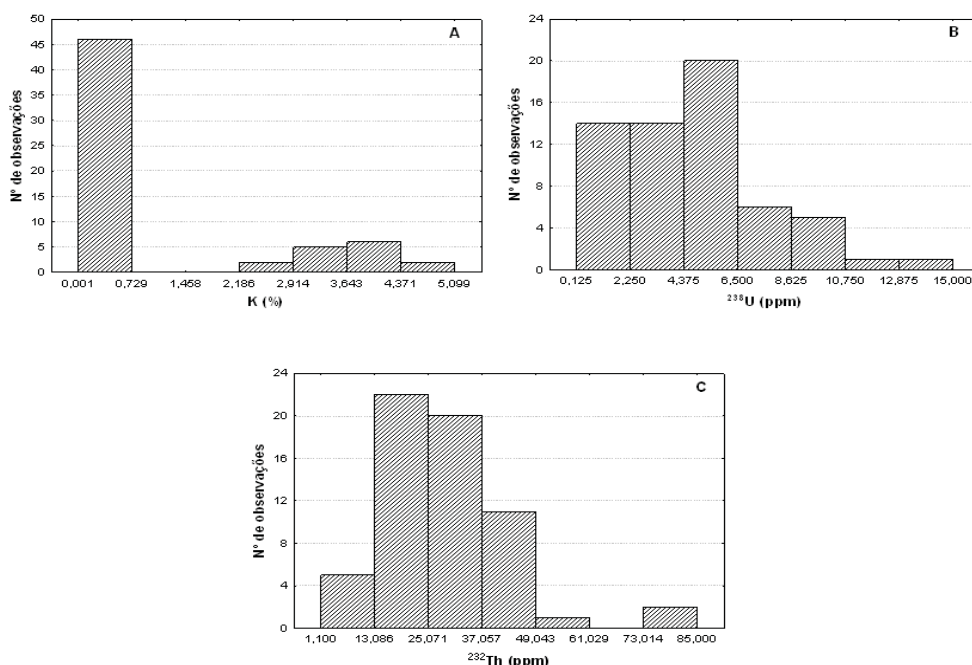 A
Nº de observações
50
45
40
35
30
25
20
15
10
5
0
0,001 0,729 1,458 2,186 2,914 3,643 4,371 5,099
K (%)
B
Nº de observações
24
20
16
12
8
4
0
0,125 2,250 4,375 6,500 8,625 10,750 12,875 15,000
²³⁸U (ppm)
C
Nº de observações
24
20
16
12
8
4
0
1,100 13,086 25,071 37,057 49,043 61,029 73,014 85,000
²³²Th (ppm)